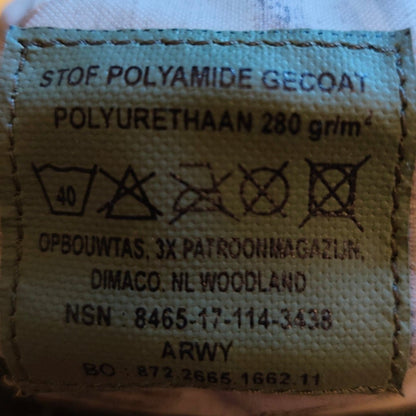 STOF POLYAMIDE GECOAT
POLYURETHAAN 280 gr/m²
40
OPBOUWTAS, 3X PATROONMAGAZIJN,
DIMACO, NL WOODLAND
NSN : 8465-17-114-3438
ARWY
BO : 872.2665.1662.11